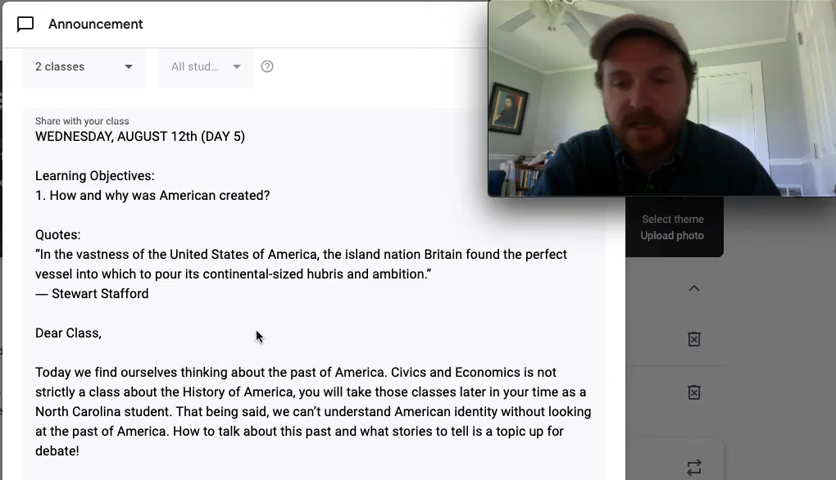 Announcement
2 classes
All stud...
Share with your class
WEDNESDAY, AUGUST 12th (DAY 5)
Learning Objectives:
1. How and why was American created?
Quotes:
“In the vastness of the United States of America, the island nation Britain found the perfect
vessel into which to pour its continental-sized hubris and ambition.”
― Stewart Stafford
Dear Class,
Today we find ourselves thinking about the past of America. Civics and Economics is not
strictly a class about the History of America, you will take those classes later in your time as a
North Carolina student. That being said, we can’t understand American identity without looking
at the past of America. How to talk about this past and what stories to tell is a topic up for
debate!
Select theme
Upload photo